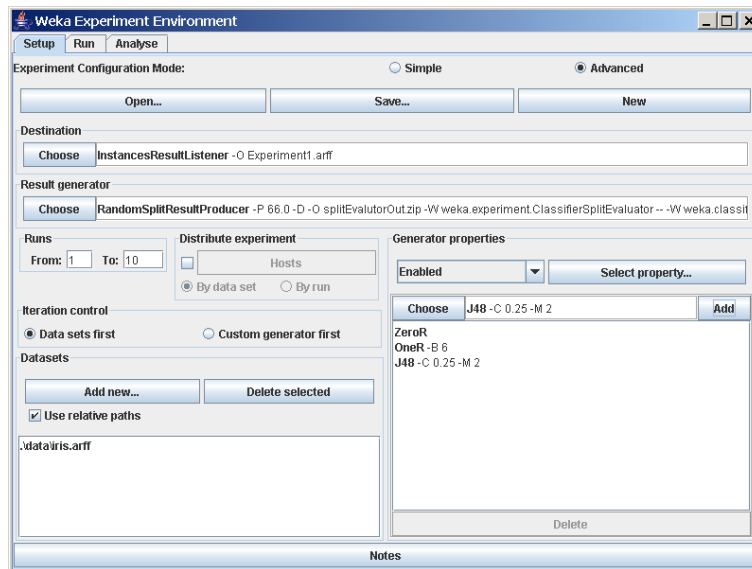 Weka Experiment Environment
Setup Run Analyse
Experiment Configuration Mode: Simple Advanced
Open... Save... New
Destination
Choose InstancesResultListener -O Experiment1.arff
Result generator
Choose RandomSplitResultProducer -P 66.0 -D -O splitEvalutorOut.zip -W weka.experiment.ClassifierSplitEvaluator -- -W weka.classif
Runs
From: 1 To: 10
Distribute experiment
Hosts
By data set By run
Generator properties
Enabled Select property...
Iteration control
Data sets first Custom generator first
Choose J48 -C 0.25 -M 2 Add
ZeroR
OneR -B 6
J48 -C 0.25 -M 2
Datasets
Add new... Delete selected
Use relative paths
.\data\iris.arff
Delete
Notes